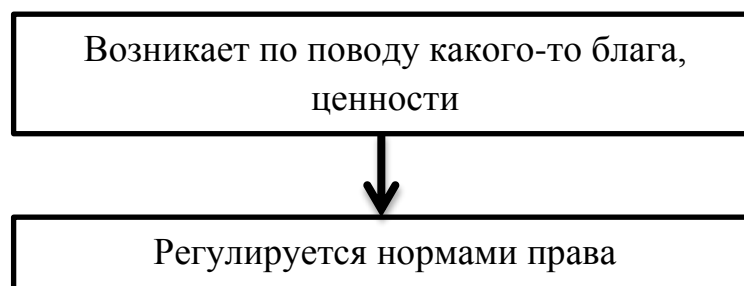 Возникает по поводу какого-то блага,
ценности
Регулируется нормами права